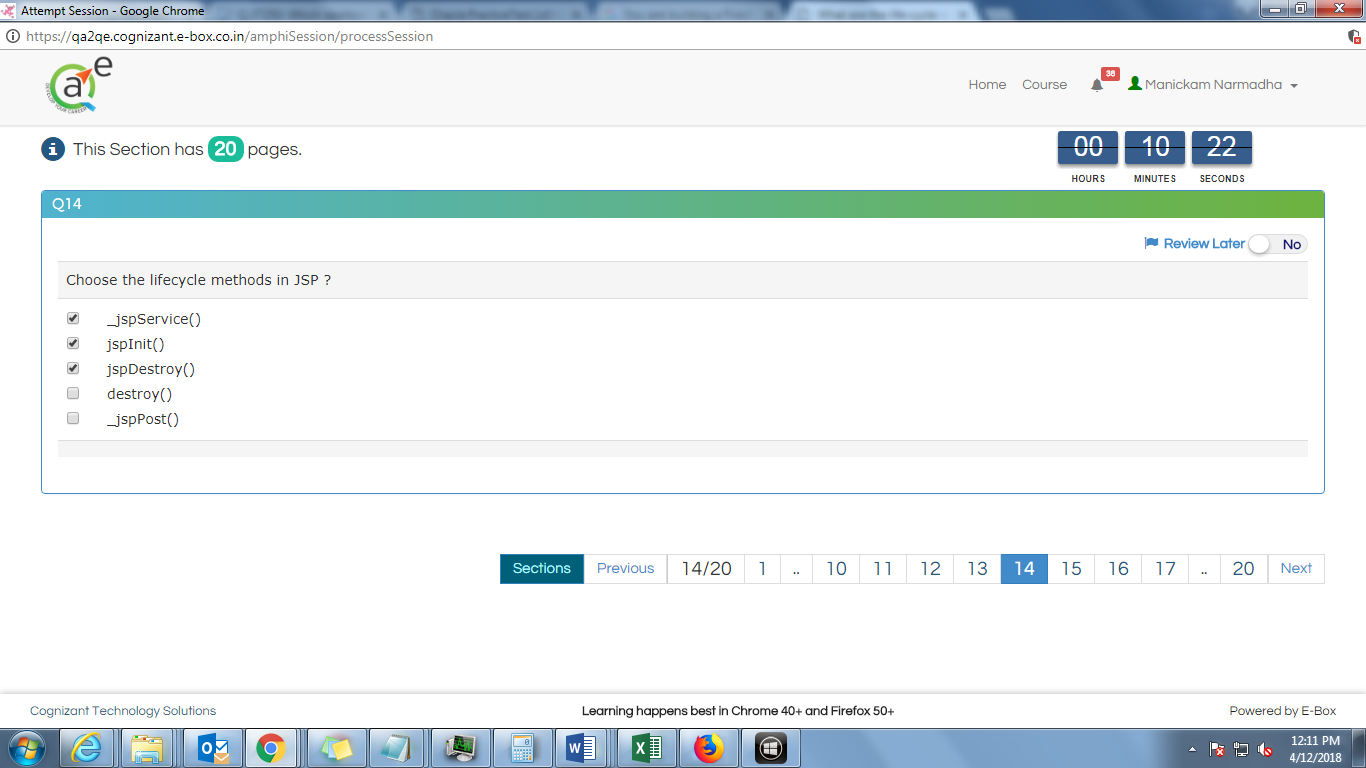 Attempt Session - Google Chrome
https://qa2qe.cognizant.e-box.co.in/amphiSession/processSession
a e
Home Course 38 Manickam Narmadha
This Section has 20 pages.
00 10 22
HOURS MINUTES SECONDS
Q14
Review Later No
Choose the lifecycle methods in JSP ?
_jspService()
jspInit()
jspDestroy()
destroy()
_jspPost()
Sections Previous 14/20 1 .. 10 11 12 13 14 15 16 17 .. 20 Next
Cognizant Technology Solutions Learning happens best in Chrome 40+ and Firefox 50+ Powered by E-Box
12:11 PM
4/12/2018